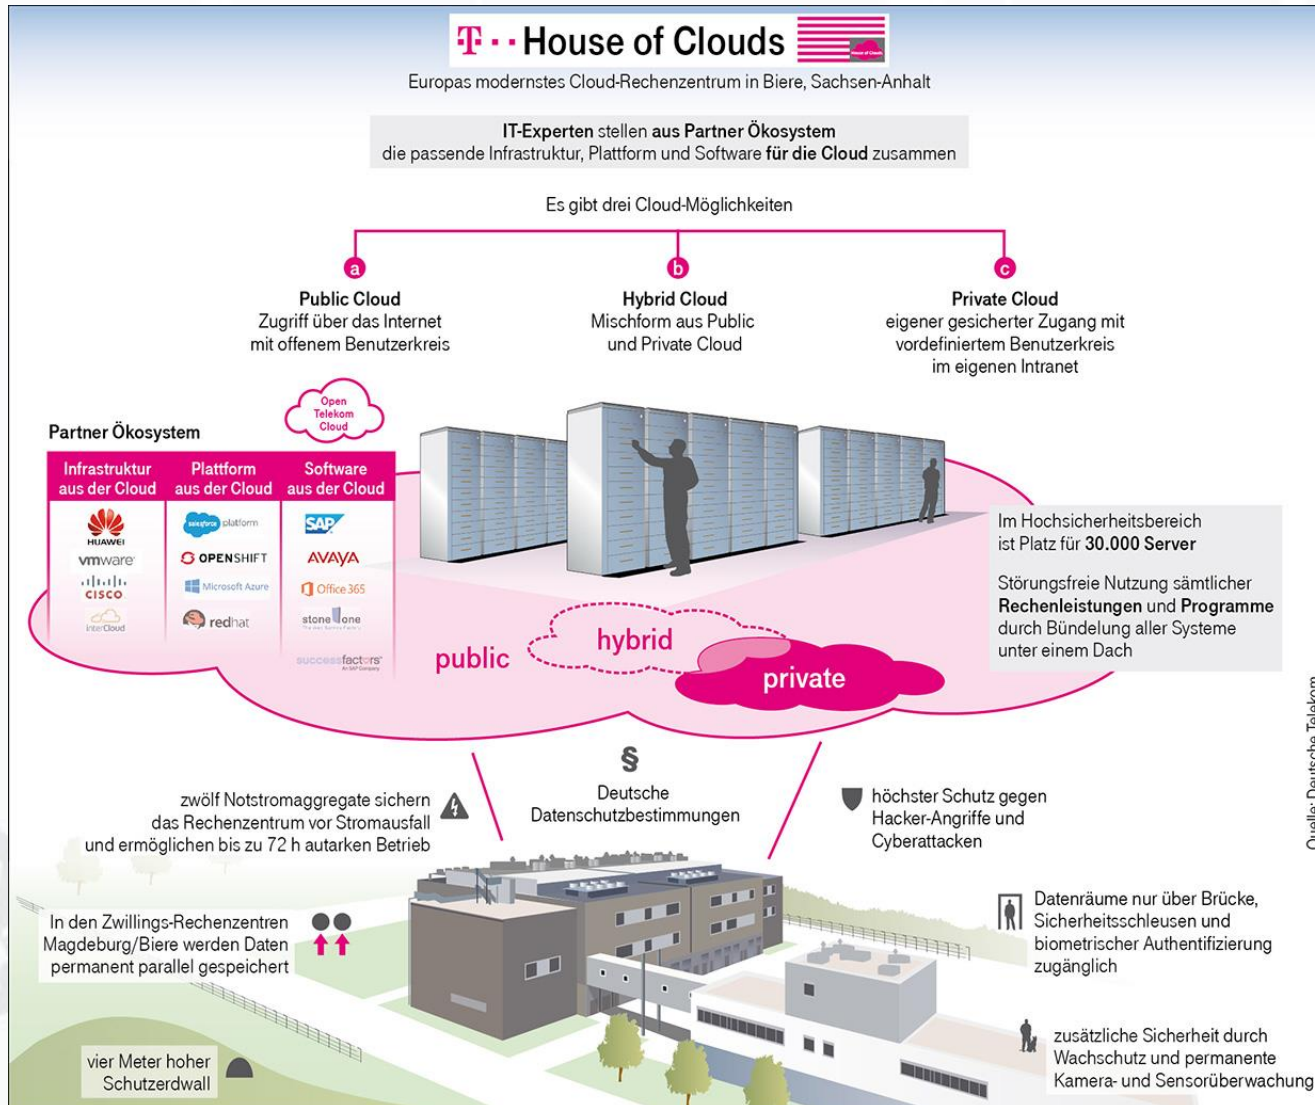 T House of Clouds
House of Clouds
Europas modernstes Cloud-Rechenzentrum in Biere, Sachsen-Anhalt
IT-Experten stellen aus Partner Ökosystem
die passende Infrastruktur, Plattform und Software für die Cloud zusammen
Es gibt drei Cloud-Möglichkeiten
a
Public Cloud
Zugriff über das Internet
mit offenem Benutzerkreis
b
Hybrid Cloud
Mischform aus Public
und Private Cloud
c
Private Cloud
eigener gesicherter Zugang mit
vordefiniertem Benutzerkreis
im eigenen Intranet
Open
Telekom
Cloud
Partner Ökosystem
Infrastruktur
aus der Cloud
HUAWEI
vmware
CISCO
interCloud
Plattform
aus der Cloud
salesforce platform
OPENSHIFT
Microsoft Azure
redhat
Software
aus der Cloud
SAP
AVAYA
Office 365
stone one
successfactors
An SAP Company
public
hybrid
private
Im Hochsicherheitsbereich
ist Platz für 30.000 Server
Störungsfreie Nutzung sämtlicher
Rechenleistungen und Programme
durch Bündelung aller Systeme
unter einem Dach
Quelle: Deutsche Telekom
zwölf Notstromaggregate sichern
das Rechenzentrum vor Stromausfall
und ermöglichen bis zu 72 h autarken Betrieb
§
Deutsche
Datenschutzbestimmungen
höchster Schutz gegen
Hacker-Angriffe und
Cyberattacken
In den Zwillings-Rechenzentren
Magdeburg/Biere werden Daten
permanent parallel gespeichert
Datenräume nur über Brücke,
Sicherheitsschleusen und
biometrischer Authentifizierung
zugänglich
vier Meter hoher
Schutzerdwall
zusätzliche Sicherheit durch
Wachschutz und permanente
Kamera- und Sensorüberwachung